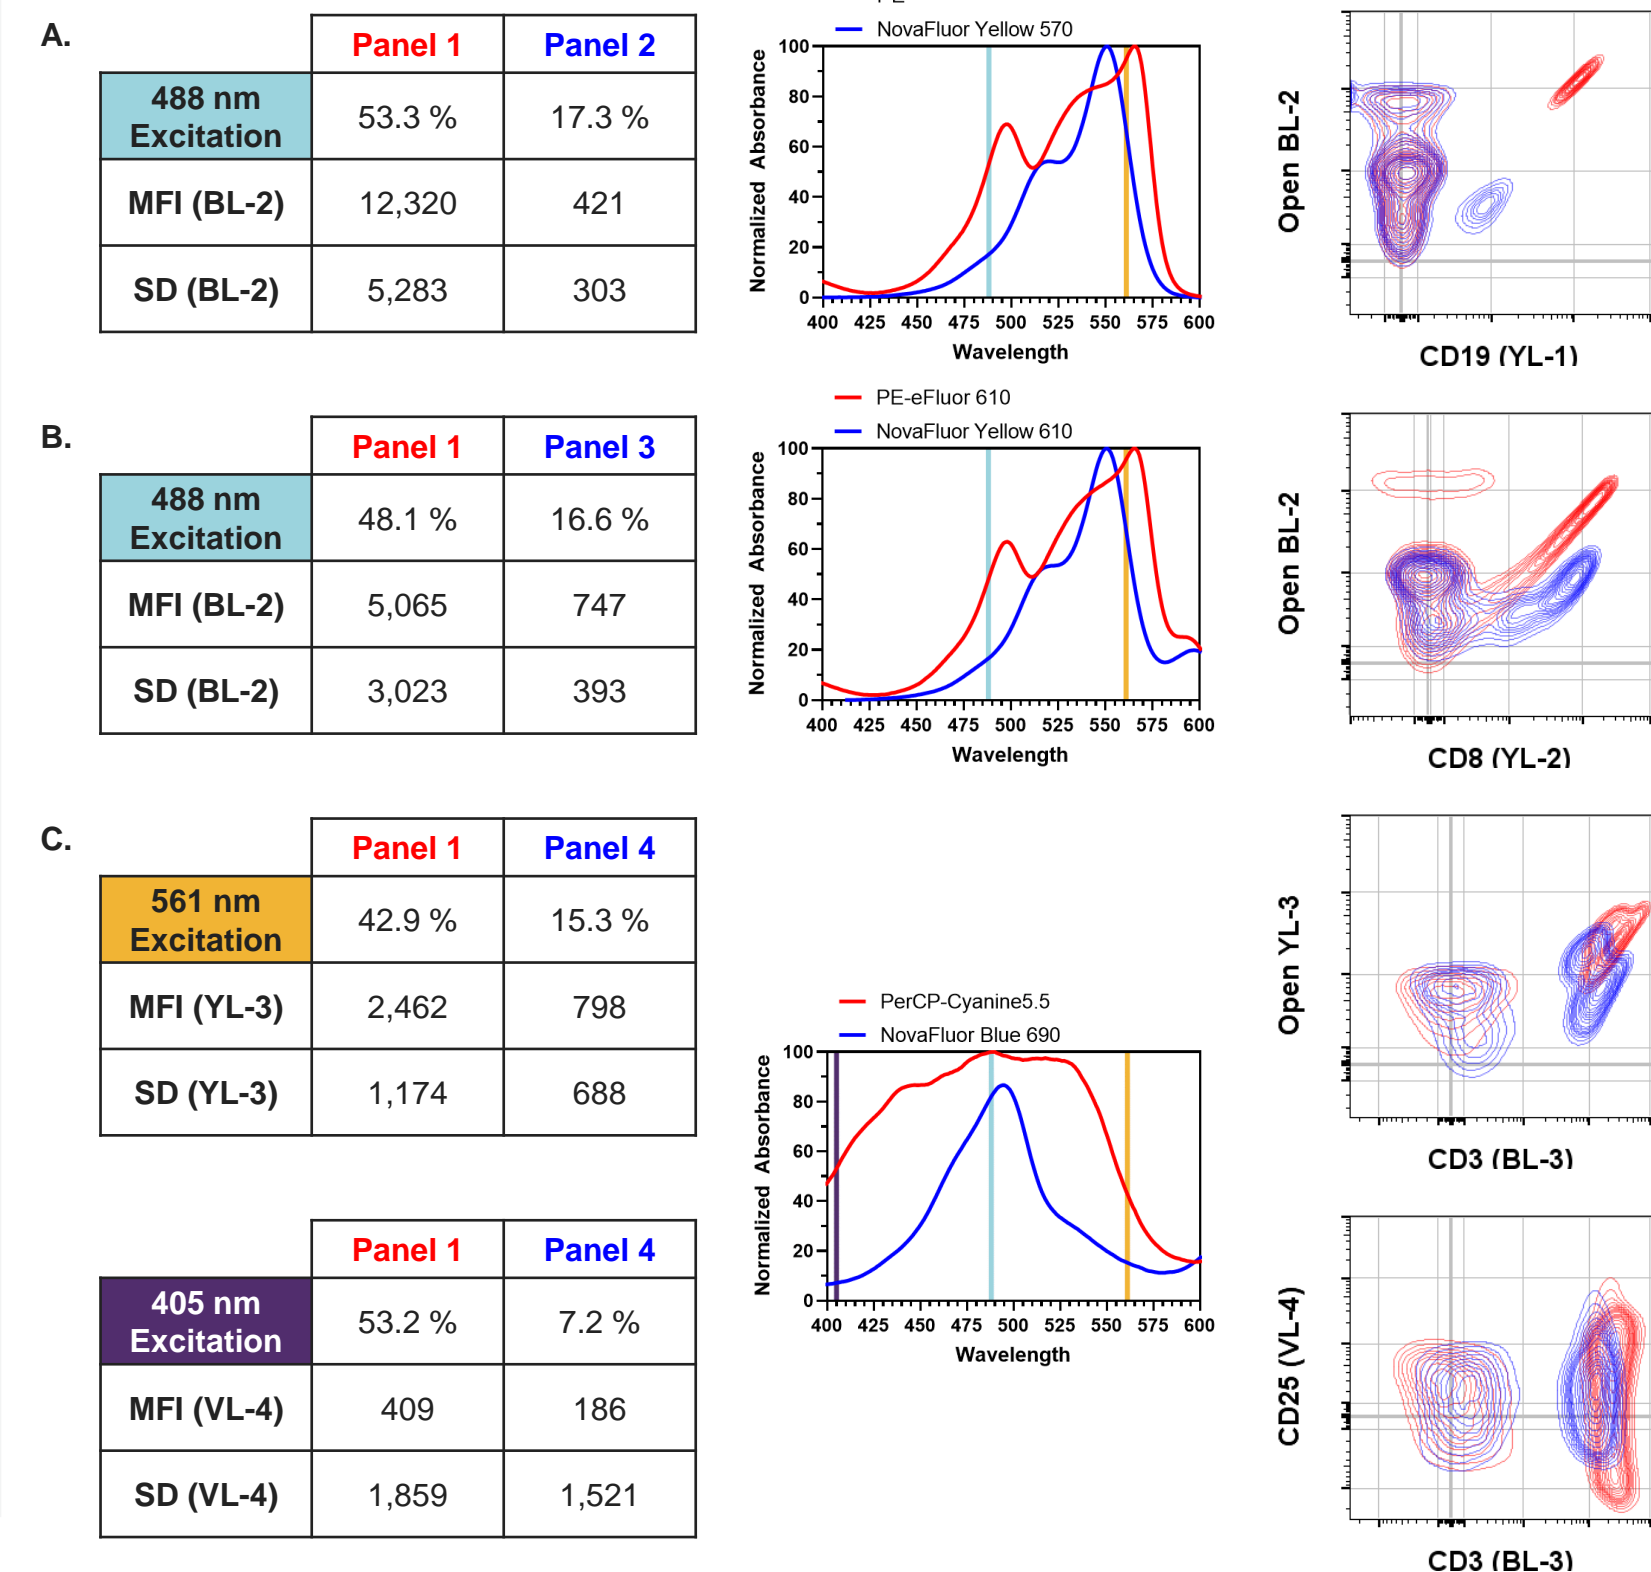 A.
Panel 1 Panel 2
488 nm
Excitation
53.3 % 17.3 %
MFI (BL-2) 12,320 421
SD (BL-2) 5,283 303
NovaFluor Yellow 570
Normalized Absorbance
100
80
60
40
20
0
400 425 450 475 500 525 550 575 600
Wavelength
Open BL-2
CD19 (YL-1)
B.
Panel 1 Panel 3
488 nm
Excitation
48.1 % 16.6 %
MFI (BL-2) 5,065 747
SD (BL-2) 3,023 393
PE-eFluor 610
NovaFluor Yellow 610
Normalized Absorbance
100
80
60
40
20
0
400 425 450 475 500 525 550 575 600
Wavelength
Open BL-2
CD8 (YL-2)
C.
Panel 1 Panel 4
561 nm
Excitation
42.9 % 15.3 %
MFI (YL-3) 2,462 798
SD (YL-3) 1,174 688
Panel 1 Panel 4
405 nm
Excitation
53.2 % 7.2 %
MFI (VL-4) 409 186
SD (VL-4) 1,859 1,521
PerCP-Cyanine5.5
NovaFluor Blue 690
Normalized Absorbance
100
80
60
40
20
0
400 425 450 475 500 525 550 575 600
Wavelength
Open YL-3
CD3 (BL-3)
CD25 (VL-4)
CD3 (BL-3)